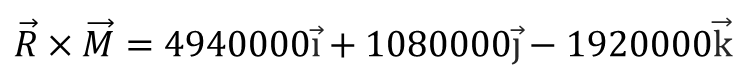 R⃗ × M⃗ = 4940000i⃗ + 1080000j⃗ − 1920000k⃗